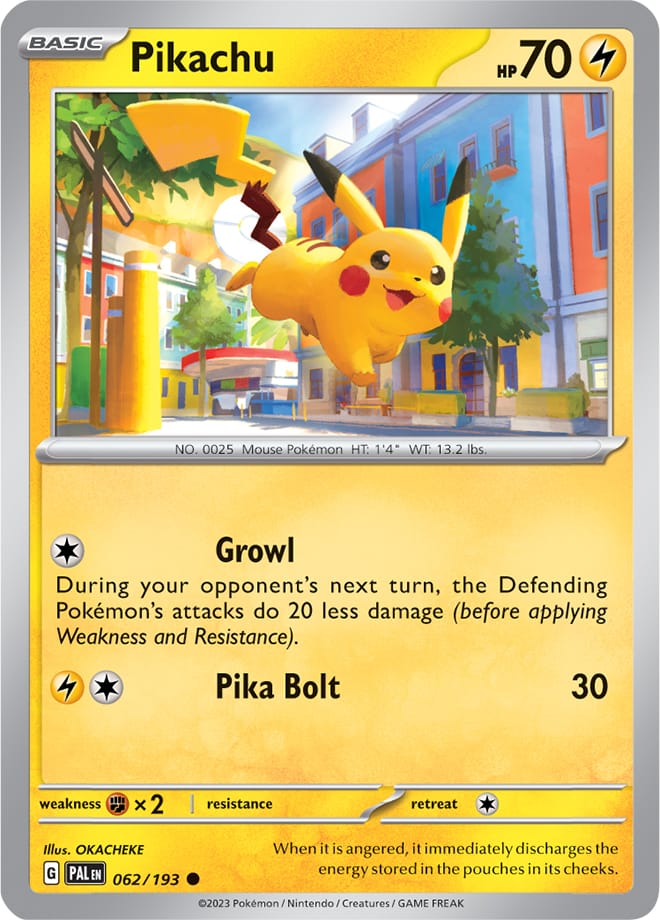 BASIC
Pikachu
HP 70
NO. 0025 Mouse Pokémon HT: 1'4" WT: 13.2 lbs.
Growl
During your opponent's next turn, the Defending
Pokémon's attacks do 20 less damage (before applying
Weakness and Resistance).
Pika Bolt 30
weakness ×2 resistance retreat
Illus. OKACHEKE
When it is angered, it immediately discharges the
energy stored in the pouches in its cheeks.
G PAL EN 062/193
©2023 Pokémon / Nintendo / Creatures / GAME FREAK